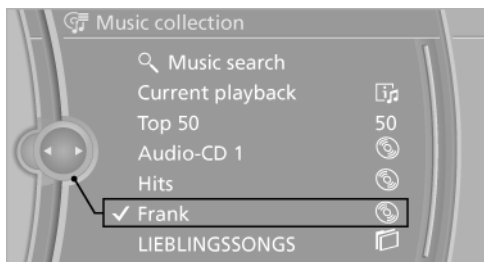 Music collection
Music search
Current playback
Top 50 50
Audio-CD 1
Hits
Frank
LIEBLINGSSONGS